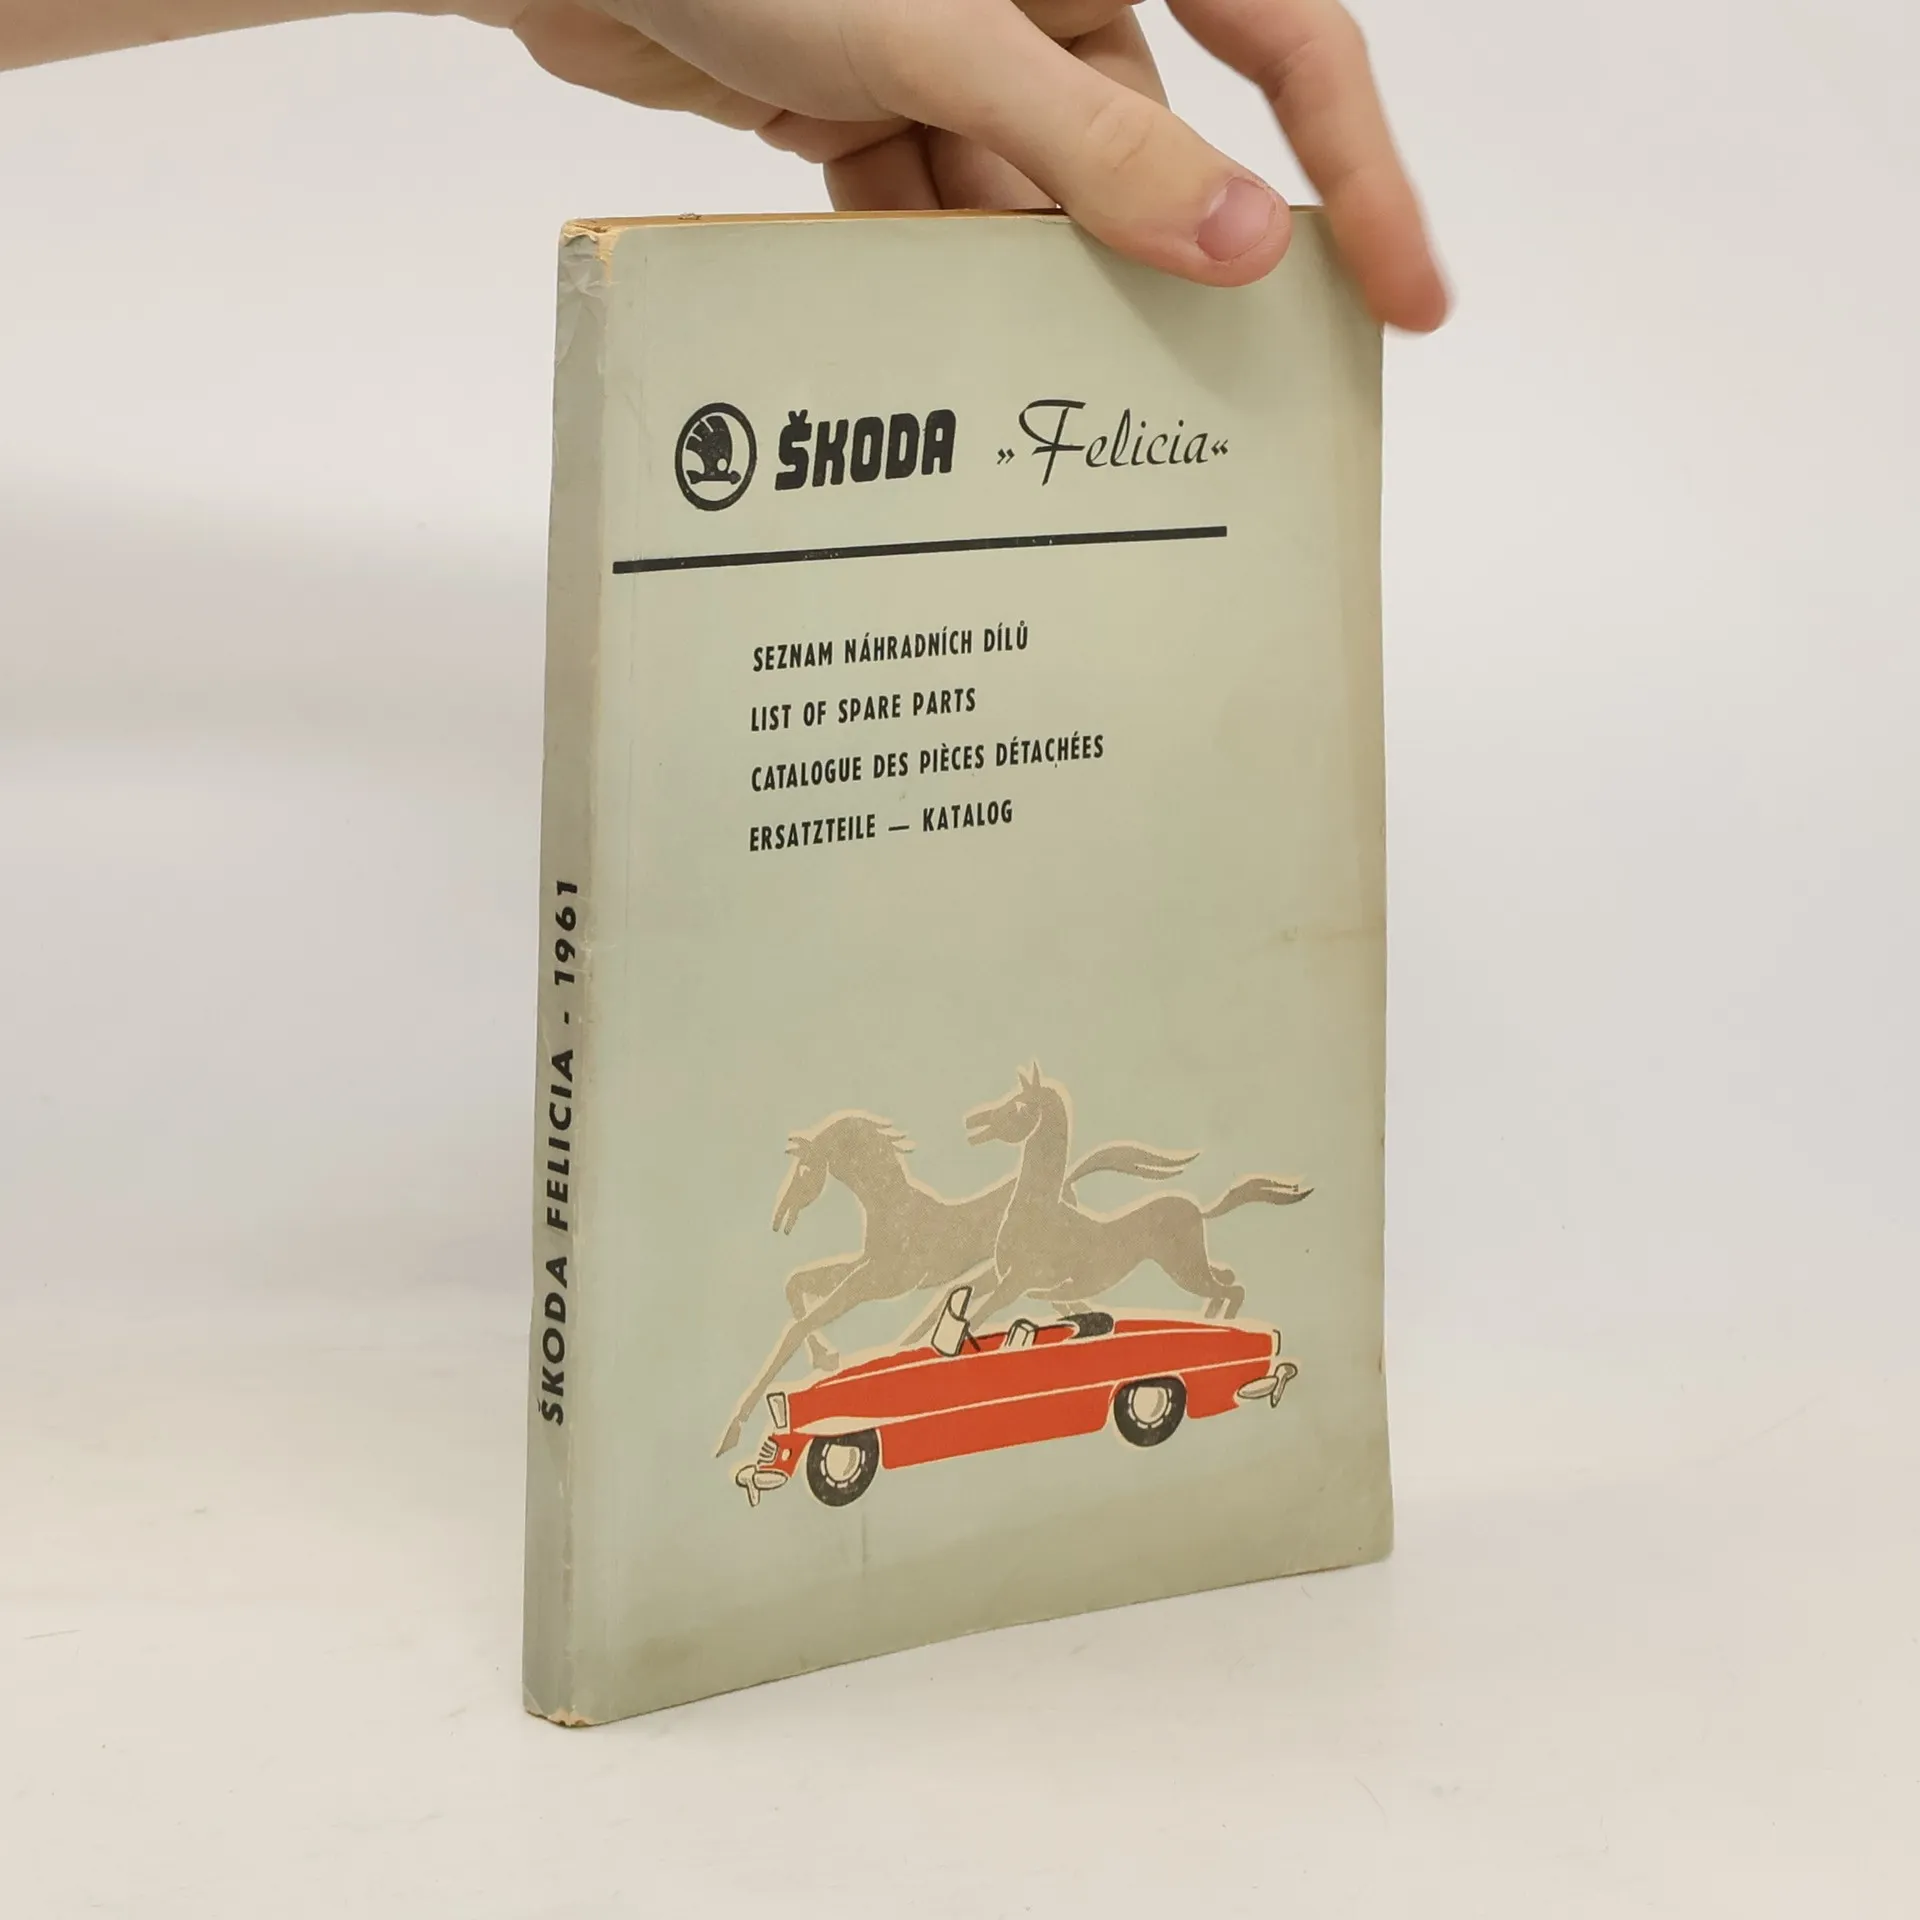 ŠKODA »Felicia«
SEZNAM NÁHRADNÍCH DÍLŮ
LIST OF SPARE PARTS
CATALOGUE DES PIÈCES DÉTACHÉES
ERSATZTEILE — KATALOG
ŠKODA FELICIA - 1961